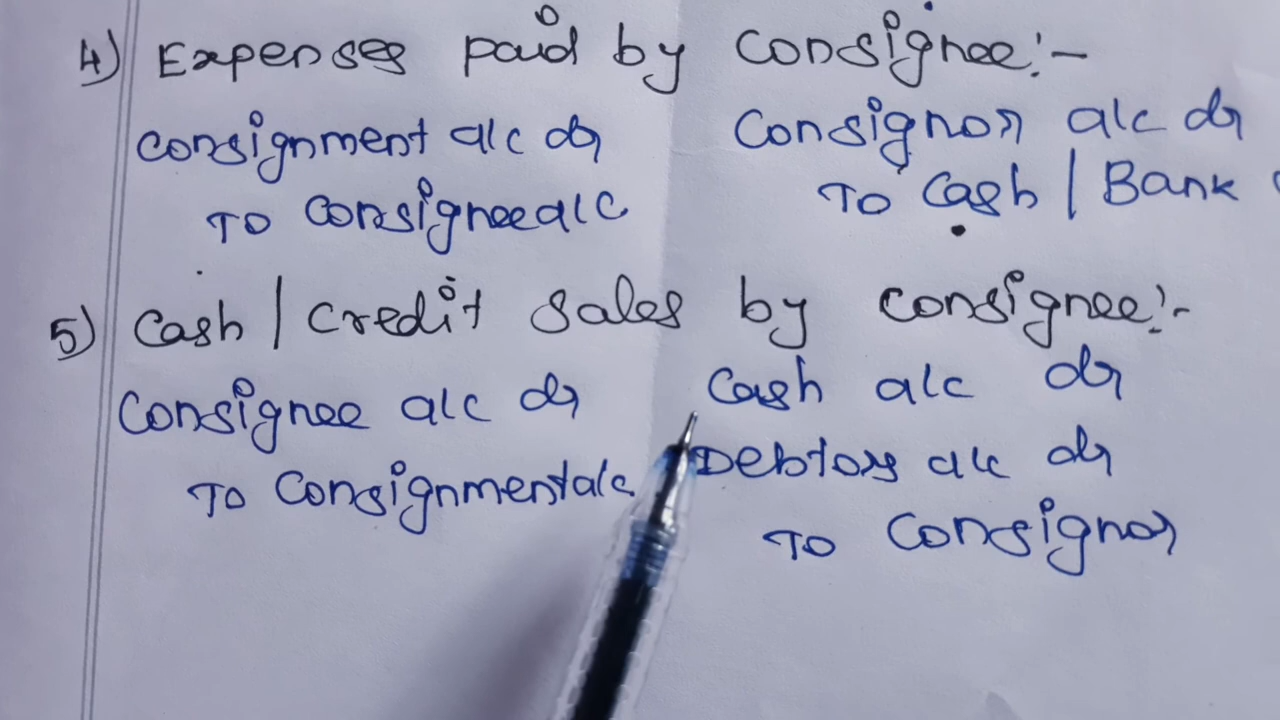 4) Expenses paid by consignee:-
consignment a/c dr
To consignee a/c
consignor a/c dr
To Cash / Bank
5) Cash / Credit Sales by consignee:-
Consignee a/c dr
To Consignment a/c
Cash a/c dr
Debtors a/c dr
To Consignor